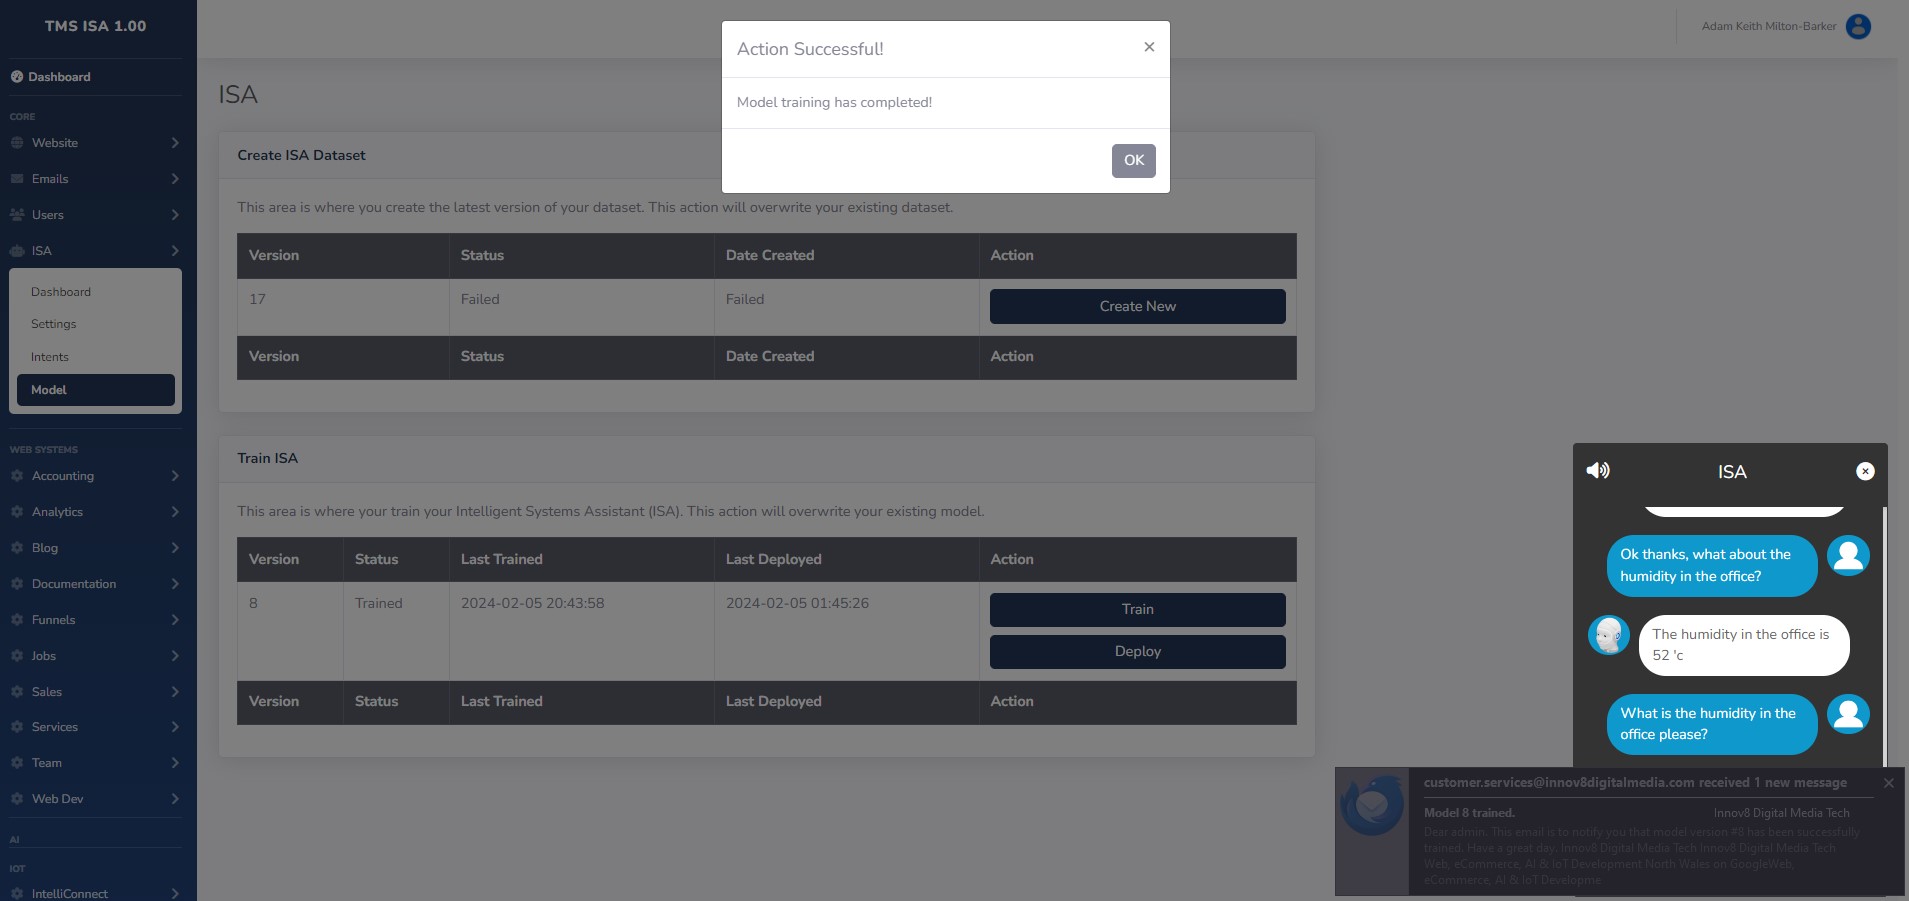 TMS ISA 1.00
Dashboard
CORE
Website
Emails
Users
ISA
Dashboard
Settings
Intents
Model
WEB SYSTEMS
Accounting
Analytics
Blog
Documentation
Funnels
Jobs
Sales
Services
Team
Web Dev
AI
IOT
IntelliConnect
Adam Keith Milton-Barker
Action Successful!
×
Model training has completed!
OK
ISA
Create ISA Dataset
This area is where you create the latest version of your dataset. This action will overwrite your existing dataset.
Version Status Date Created Action
17 Failed Failed Create New
Version Status Date Created Action
Train ISA
This area is where your train your Intelligent Systems Assistant (ISA). This action will overwrite your existing model.
Version Status Last Trained Last Deployed Action
8 Trained 2024-02-05 20:43:58 2024-02-05 01:45:26 Train
Deploy
Version Status Last Trained Last Deployed Action
ISA
Ok thanks, what about the
humidity in the office?
The humidity in the office is
52 'c
What is the humidity in the
office please?
customer.services@innov8digitalmedia.com received 1 new message
Model 8 trained. Innov8 Digital Media Tech
Dear admin. This email is to notify you that model version #8 has been successfully
trained. Have a great day. Innov8 Digital Media Tech Innov8 Digital Media Tech
Web, eCommerce, AI & IoT Development North Wales on GoogleWeb,
eCommerce, AI & IoT Developme